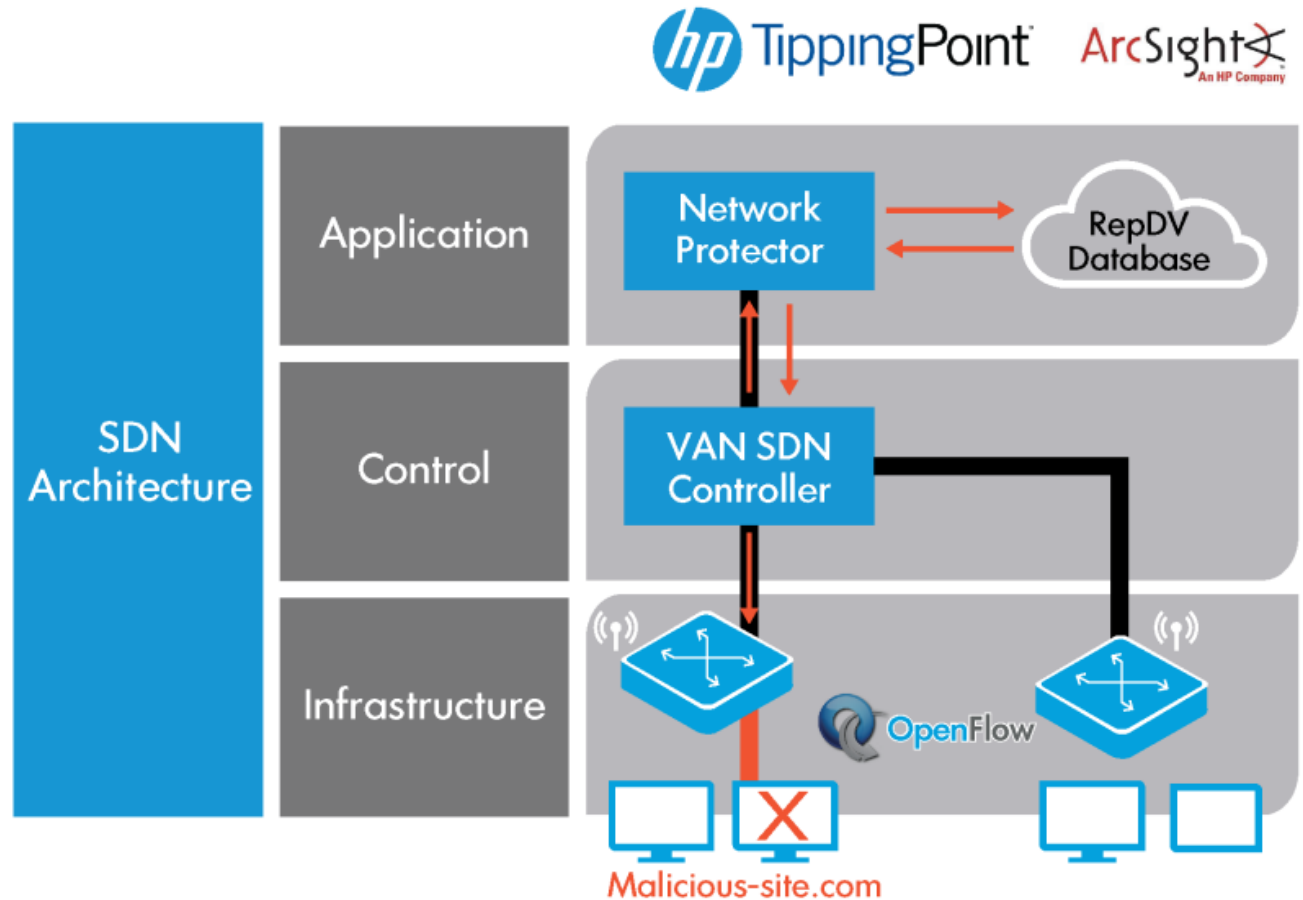 hp TippingPoint
ArcSight
An HP Company
SDN
Architecture
Application
Network
Protector
RepDV
Database
Control
VAN SDN
Controller
Infrastructure
OpenFlow
X
Malicious-site.com